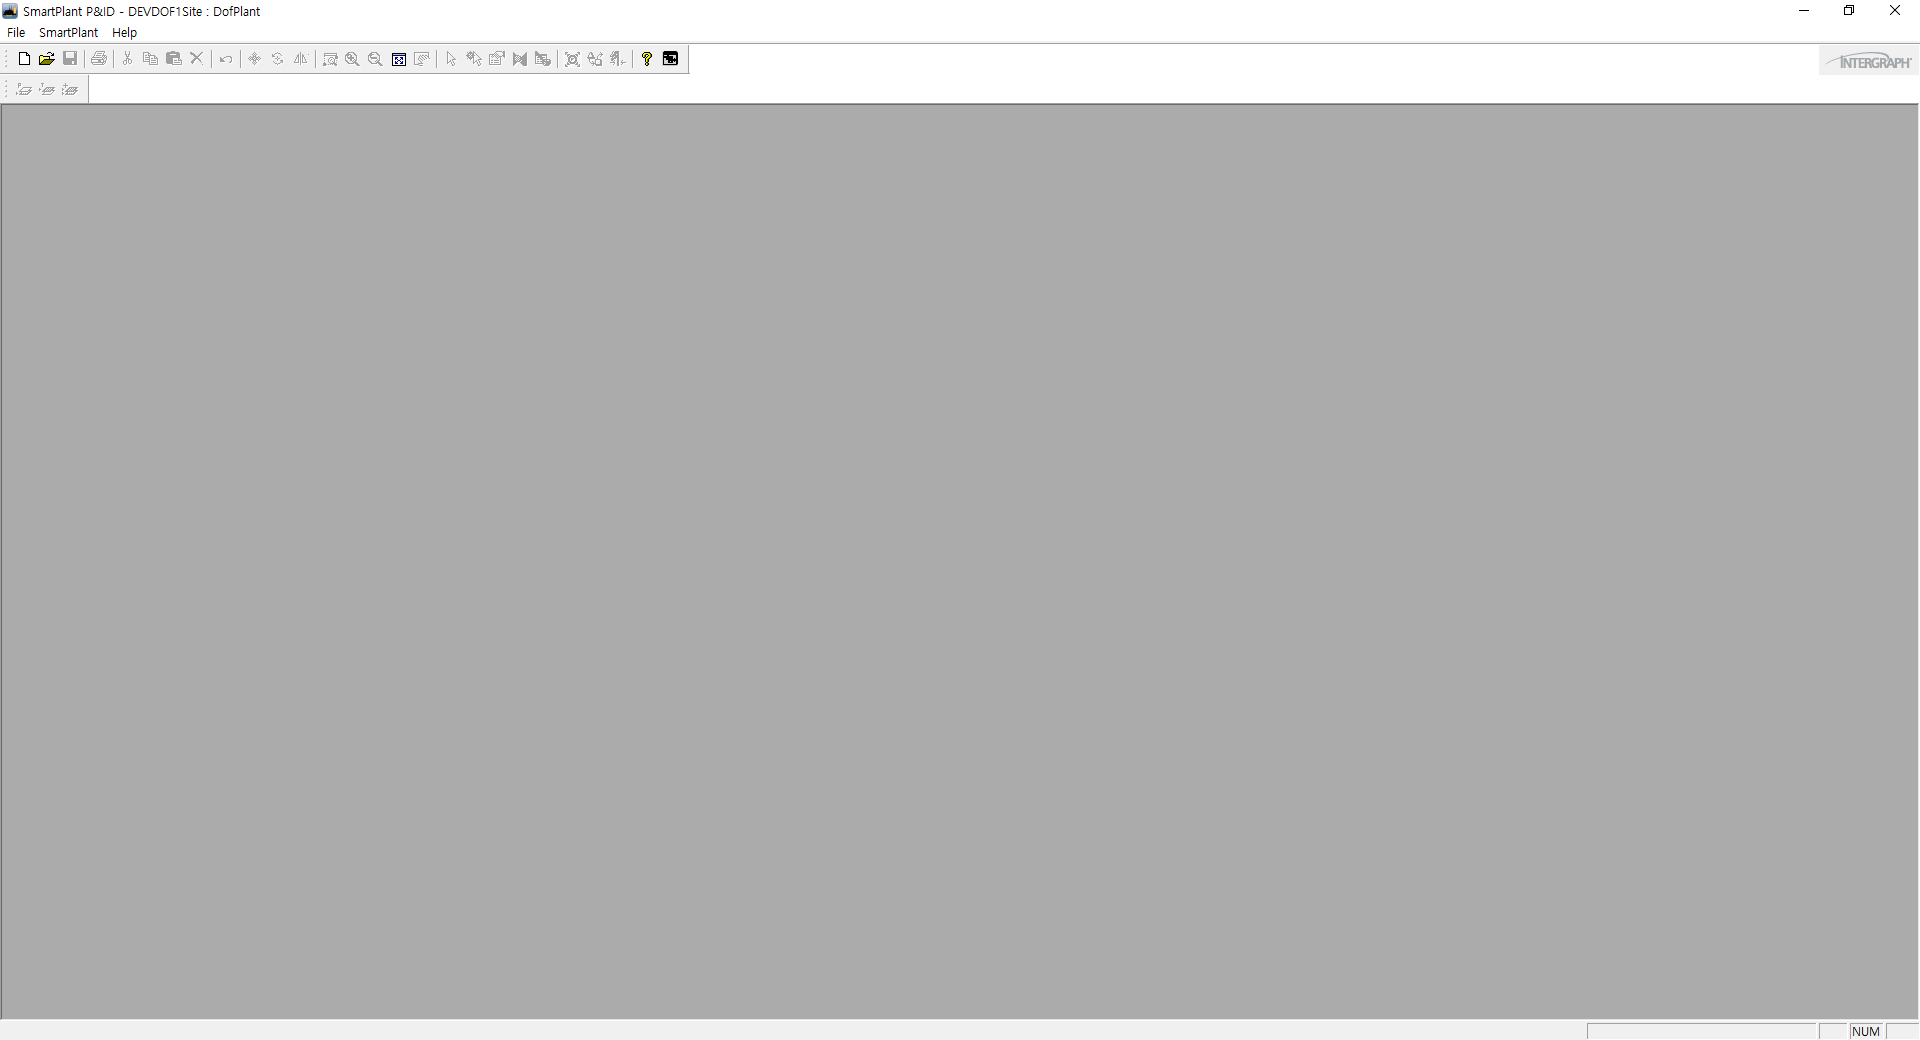 SmartPlant P&ID - DEVDOF1Site : DofPlant
File SmartPlant Help
INTERGRAPH
NUM